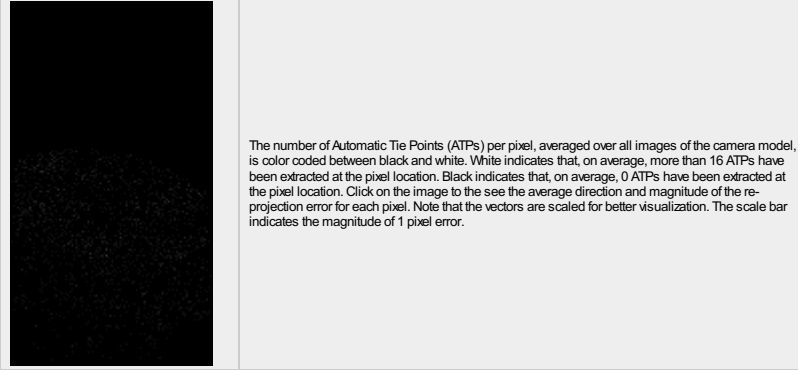 The number of Automatic Tie Points (ATPs) per pixel, averaged over all images of the camera model,
is color coded between black and white. White indicates that, on average, more than 16 ATPs have
been extracted at the pixel location. Black indicates that, on average, 0 ATPs have been extracted at
the pixel location. Click on the image to the see the average direction and magnitude of the re-
projection error for each pixel. Note that the vectors are scaled for better visualization. The scale bar
indicates the magnitude of 1 pixel error.